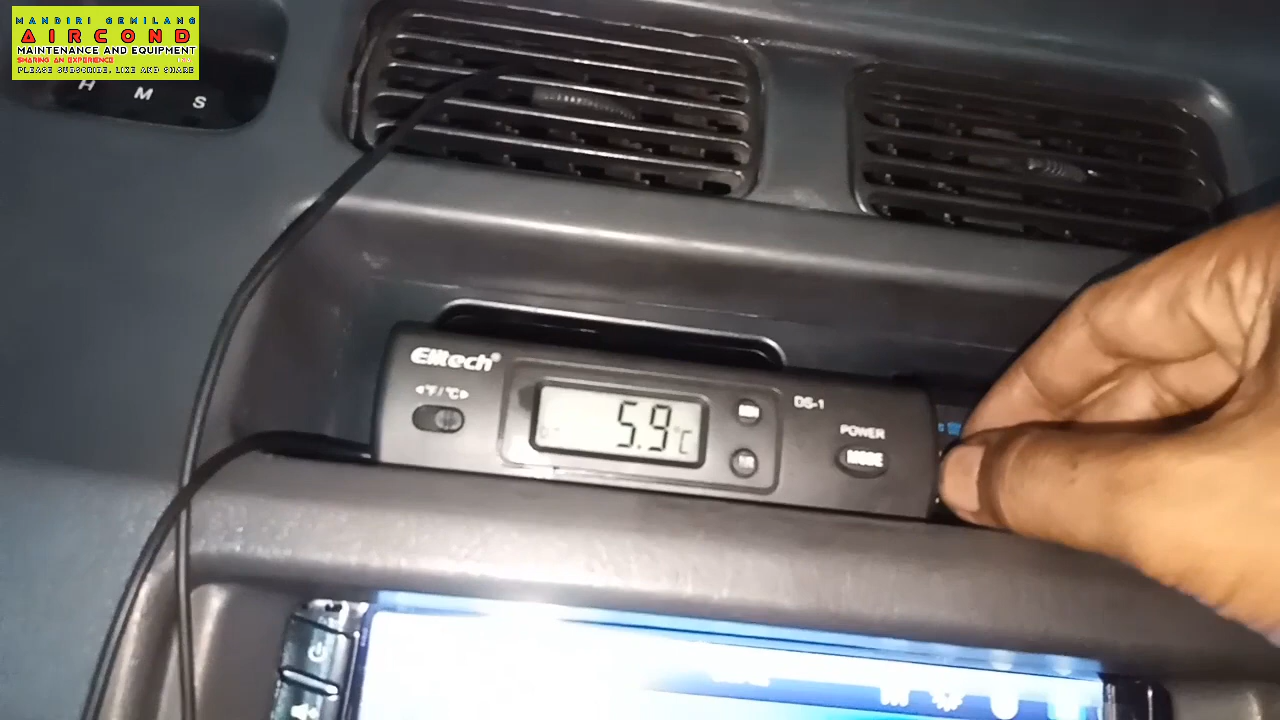 MANDIRI GEMILANG
AIRCOND
MAINTENANCE AND EQUIPMENT
SHARING AN EXPERIENCE
PLEASE SUBSCRIBE, LIKE AND SHARE
H M S
Elitech®
°F/°C
5.9°C
DS-1
POWER
MODE